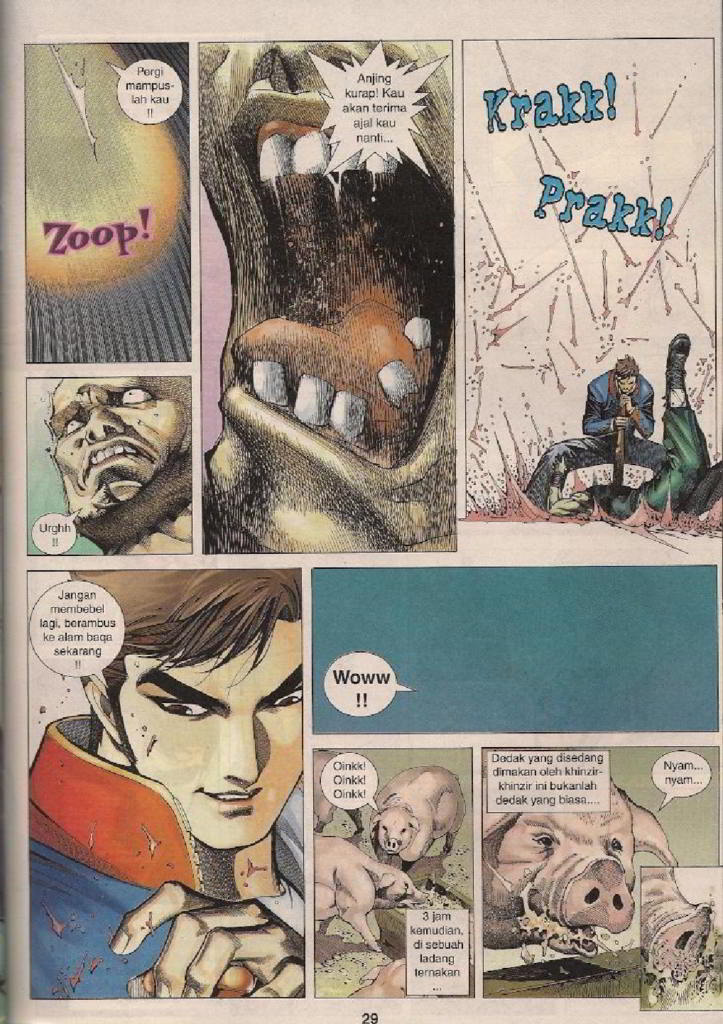 Pergi
mampus-
lah kau
!!
Zoop!
Anjing
kurap! Kau
akan terima
ajal kau
nanti...
Krakk!
Prakk!
Urghh
!!
Jangan
membebel
lagi, berambus
ke alam baqa
sekarang
!!
Woww
!!
Oinkk!
Oinkk!
Oinkk!
3 jam
kemudian,
di sebuah
ladang
ternakan
...
Dedak yang disedang
dimakan oleh khinzir-
khinzir ini bukanlah
dedak yang biasa....
Nyam...
nyam...
29